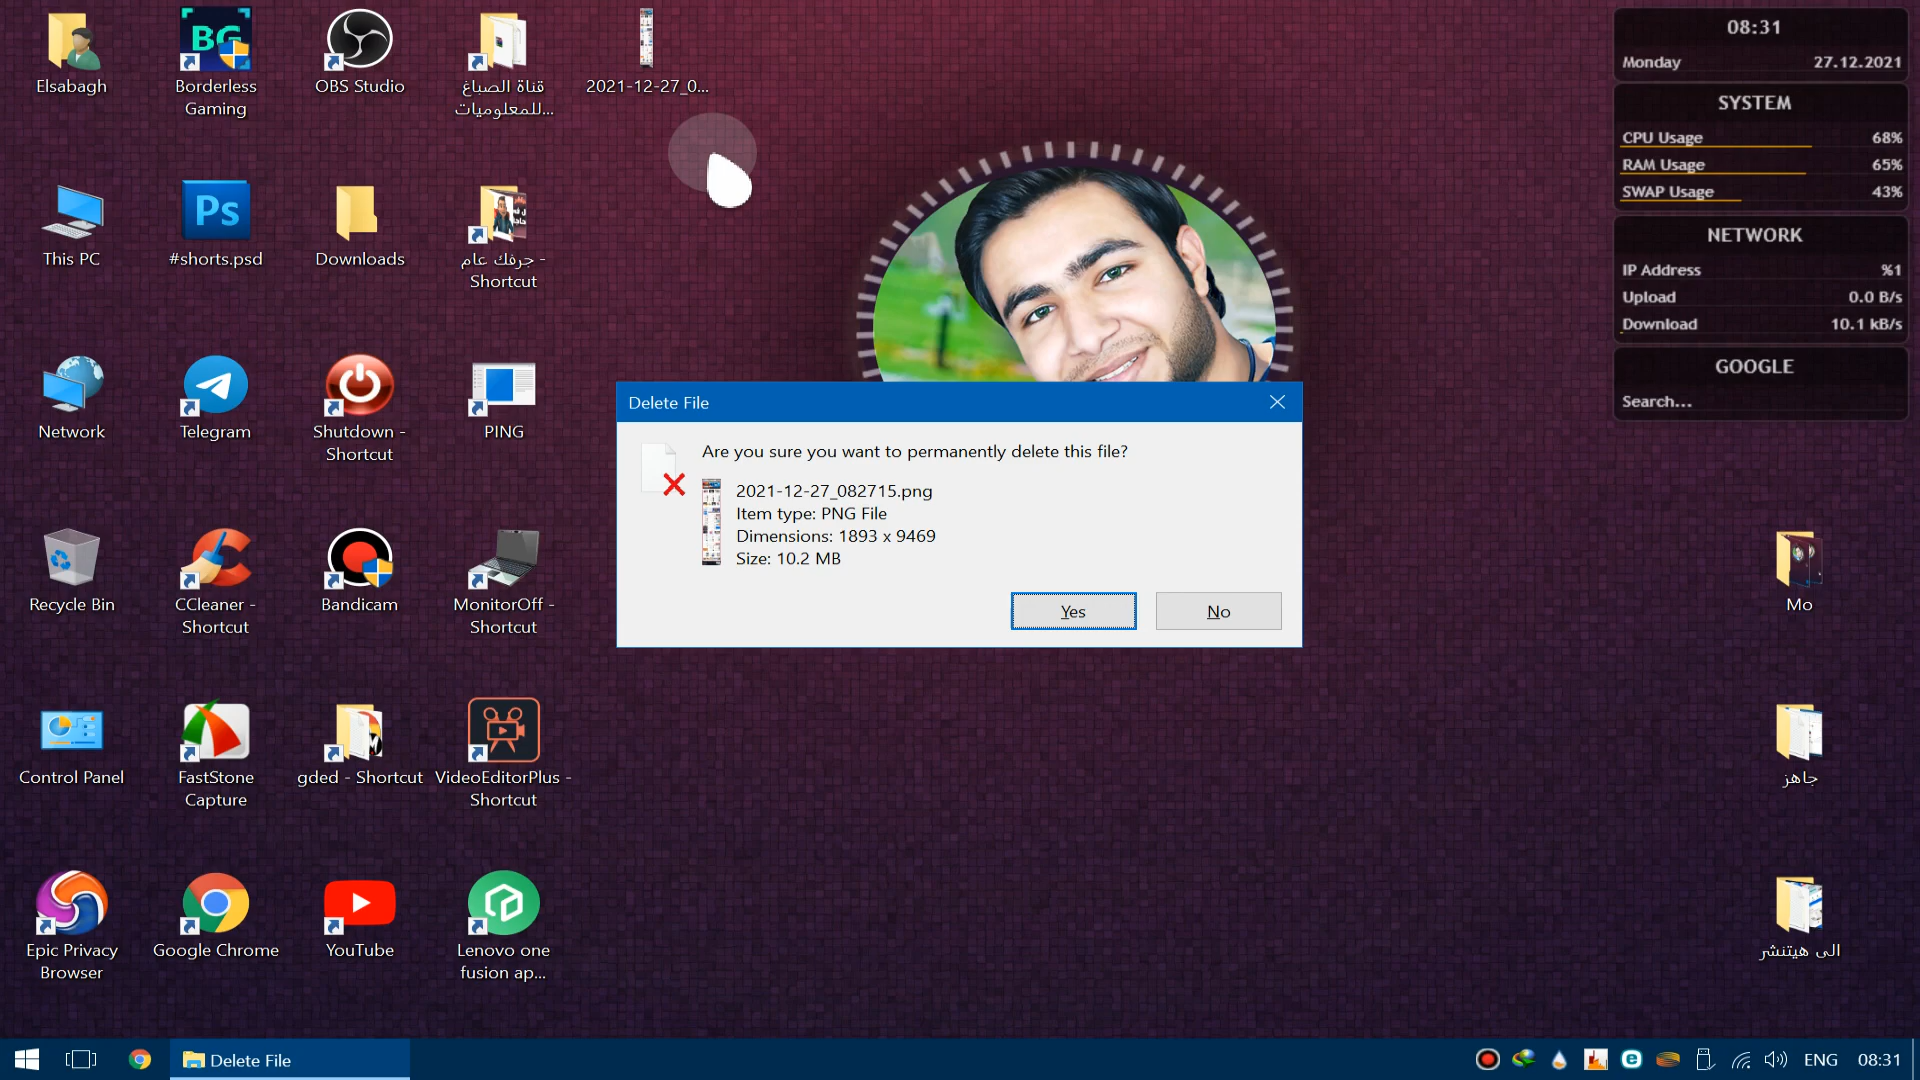 Elsabagh
BG
Borderless
Gaming
OBS Studio
قناة الصباغ
للمعلوميات...
2021-12-27_0...
This PC
Ps
#shorts.psd
Downloads
جرفك عام -
Shortcut
Network
Telegram
Shutdown -
Shortcut
PING
Recycle Bin
CCleaner -
Shortcut
Bandicam
MonitorOff -
Shortcut
Control Panel
FastStone
Capture
gded - Shortcut
VideoEditorPlus -
Shortcut
Epic Privacy
Browser
Google Chrome
YouTube
Lenovo one
fusion ap...
Delete File
Are you sure you want to permanently delete this file?
2021-12-27_082715.png
Item type: PNG File
Dimensions: 1893 x 9469
Size: 10.2 MB
Yes
No
08:31
Monday 27.12.2021
SYSTEM
CPU Usage 68%
RAM Usage 65%
SWAP Usage 43%
NETWORK
IP Address %1
Upload 0.0 B/s
Download 10.1 kB/s
GOOGLE
Search...
Mo
جاهز
الى هيتنشر
Delete File
ENG
08:31